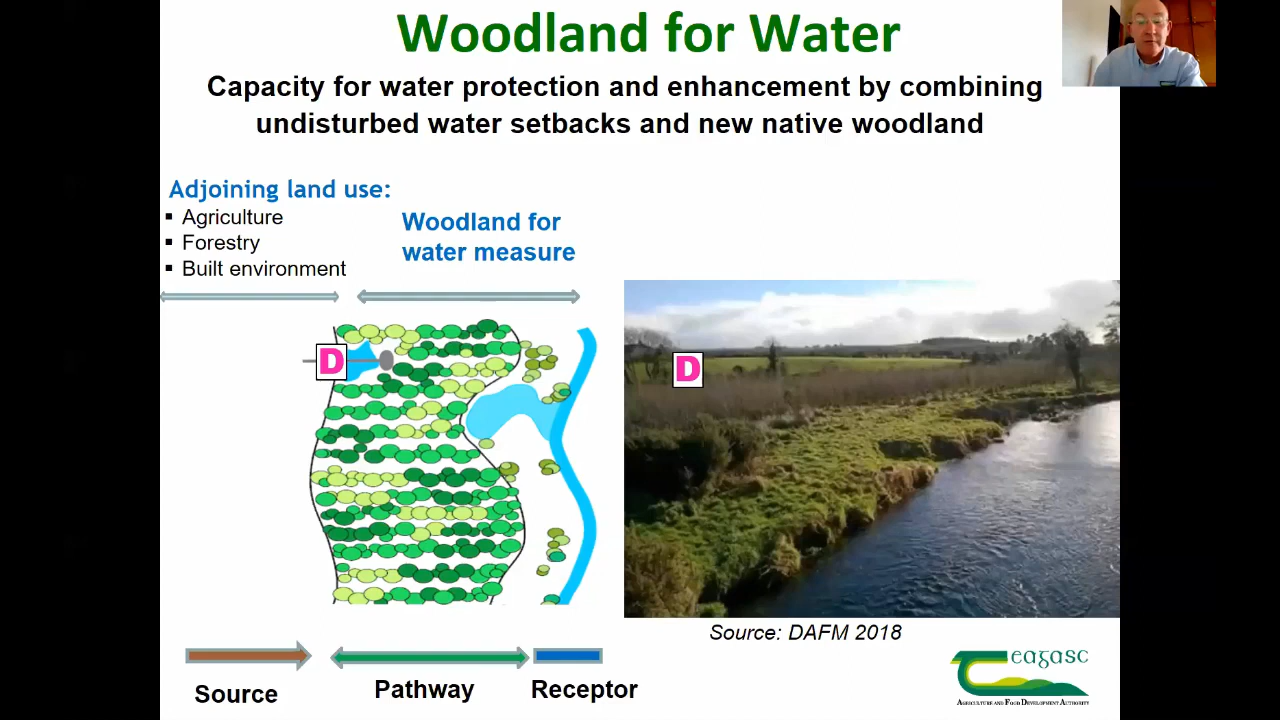 Woodland for Water
Capacity for water protection and enhancement by combining
undisturbed water setbacks and new native woodland
Adjoining land use:
▪ Agriculture
▪ Forestry
▪ Built environment
Woodland for
water measure
D
D
Source: DAFM 2018
Source
Pathway
Receptor
teagasc
AGRICULTURE AND FOOD DEVELOPMENT AUTHORITY